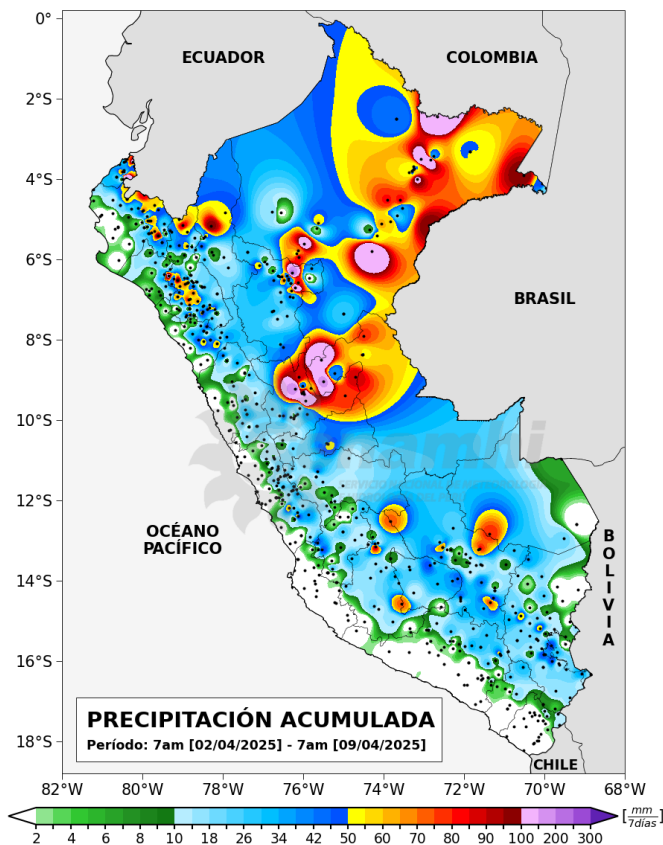 0°
2°S
4°S
6°S
8°S
10°S
12°S
14°S
16°S
18°S
ECUADOR
COLOMBIA
BRASIL
OCÉANO
PACÍFICO
B
O
L
I
V
I
A
CHILE
PRECIPITACIÓN ACUMULADA
Período: 7am [02/04/2025] - 7am [09/04/2025]
82°W 80°W 78°W 76°W 74°W 72°W 70°W 68°W
2 4 6 8 10 18 26 34 42 50 60 70 80 90 100 200 300
[mm/7días]